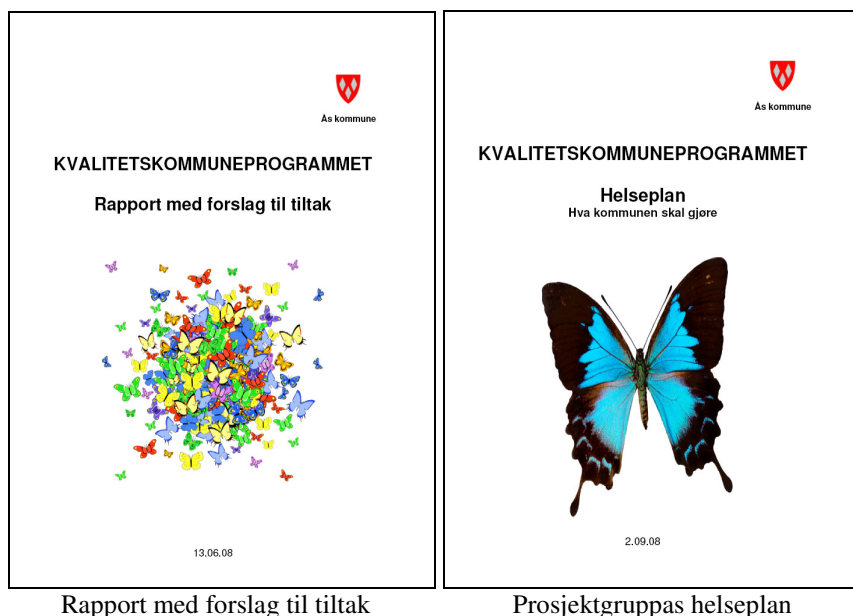 Ås kommune
KVALITETSKOMMUNEPROGRAMMET
Rapport med forslag til tiltak
13.06.08
Rapport med forslag til tiltak
Ås kommune
KVALITETSKOMMUNEPROGRAMMET
Helseplan
Hva kommunen skal gjøre
2.09.08
Prosjektgruppas helseplan